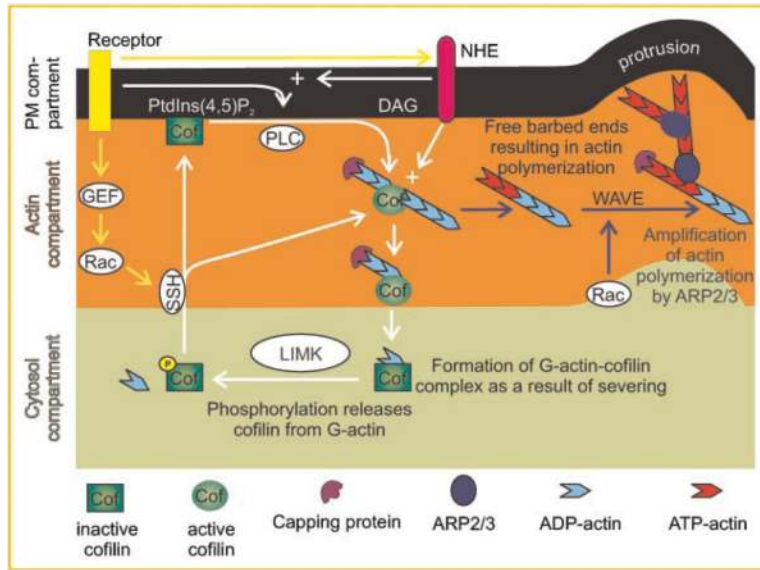 Receptor
NHE
PM com-
partment
protrusion
+
PtdIns(4,5)P2
DAG
Cof
PLC
Free barbed ends
resulting in actin
polymerization
+
Actin
compartment
GEF
Cof
WAVE
Rac
SSH
Cof
Rac
Amplification
of actin
polymerization
by ARP2/3
Cytosol
compartment
P
Cof
LIMK
Cof
Formation of G-actin-cofilin
complex as a result of severing
Phosphorylation releases
cofilin from G-actin
Cof
inactive
cofilin
Cof
active
cofilin
Capping protein
ARP2/3
ADP-actin
ATP-actin